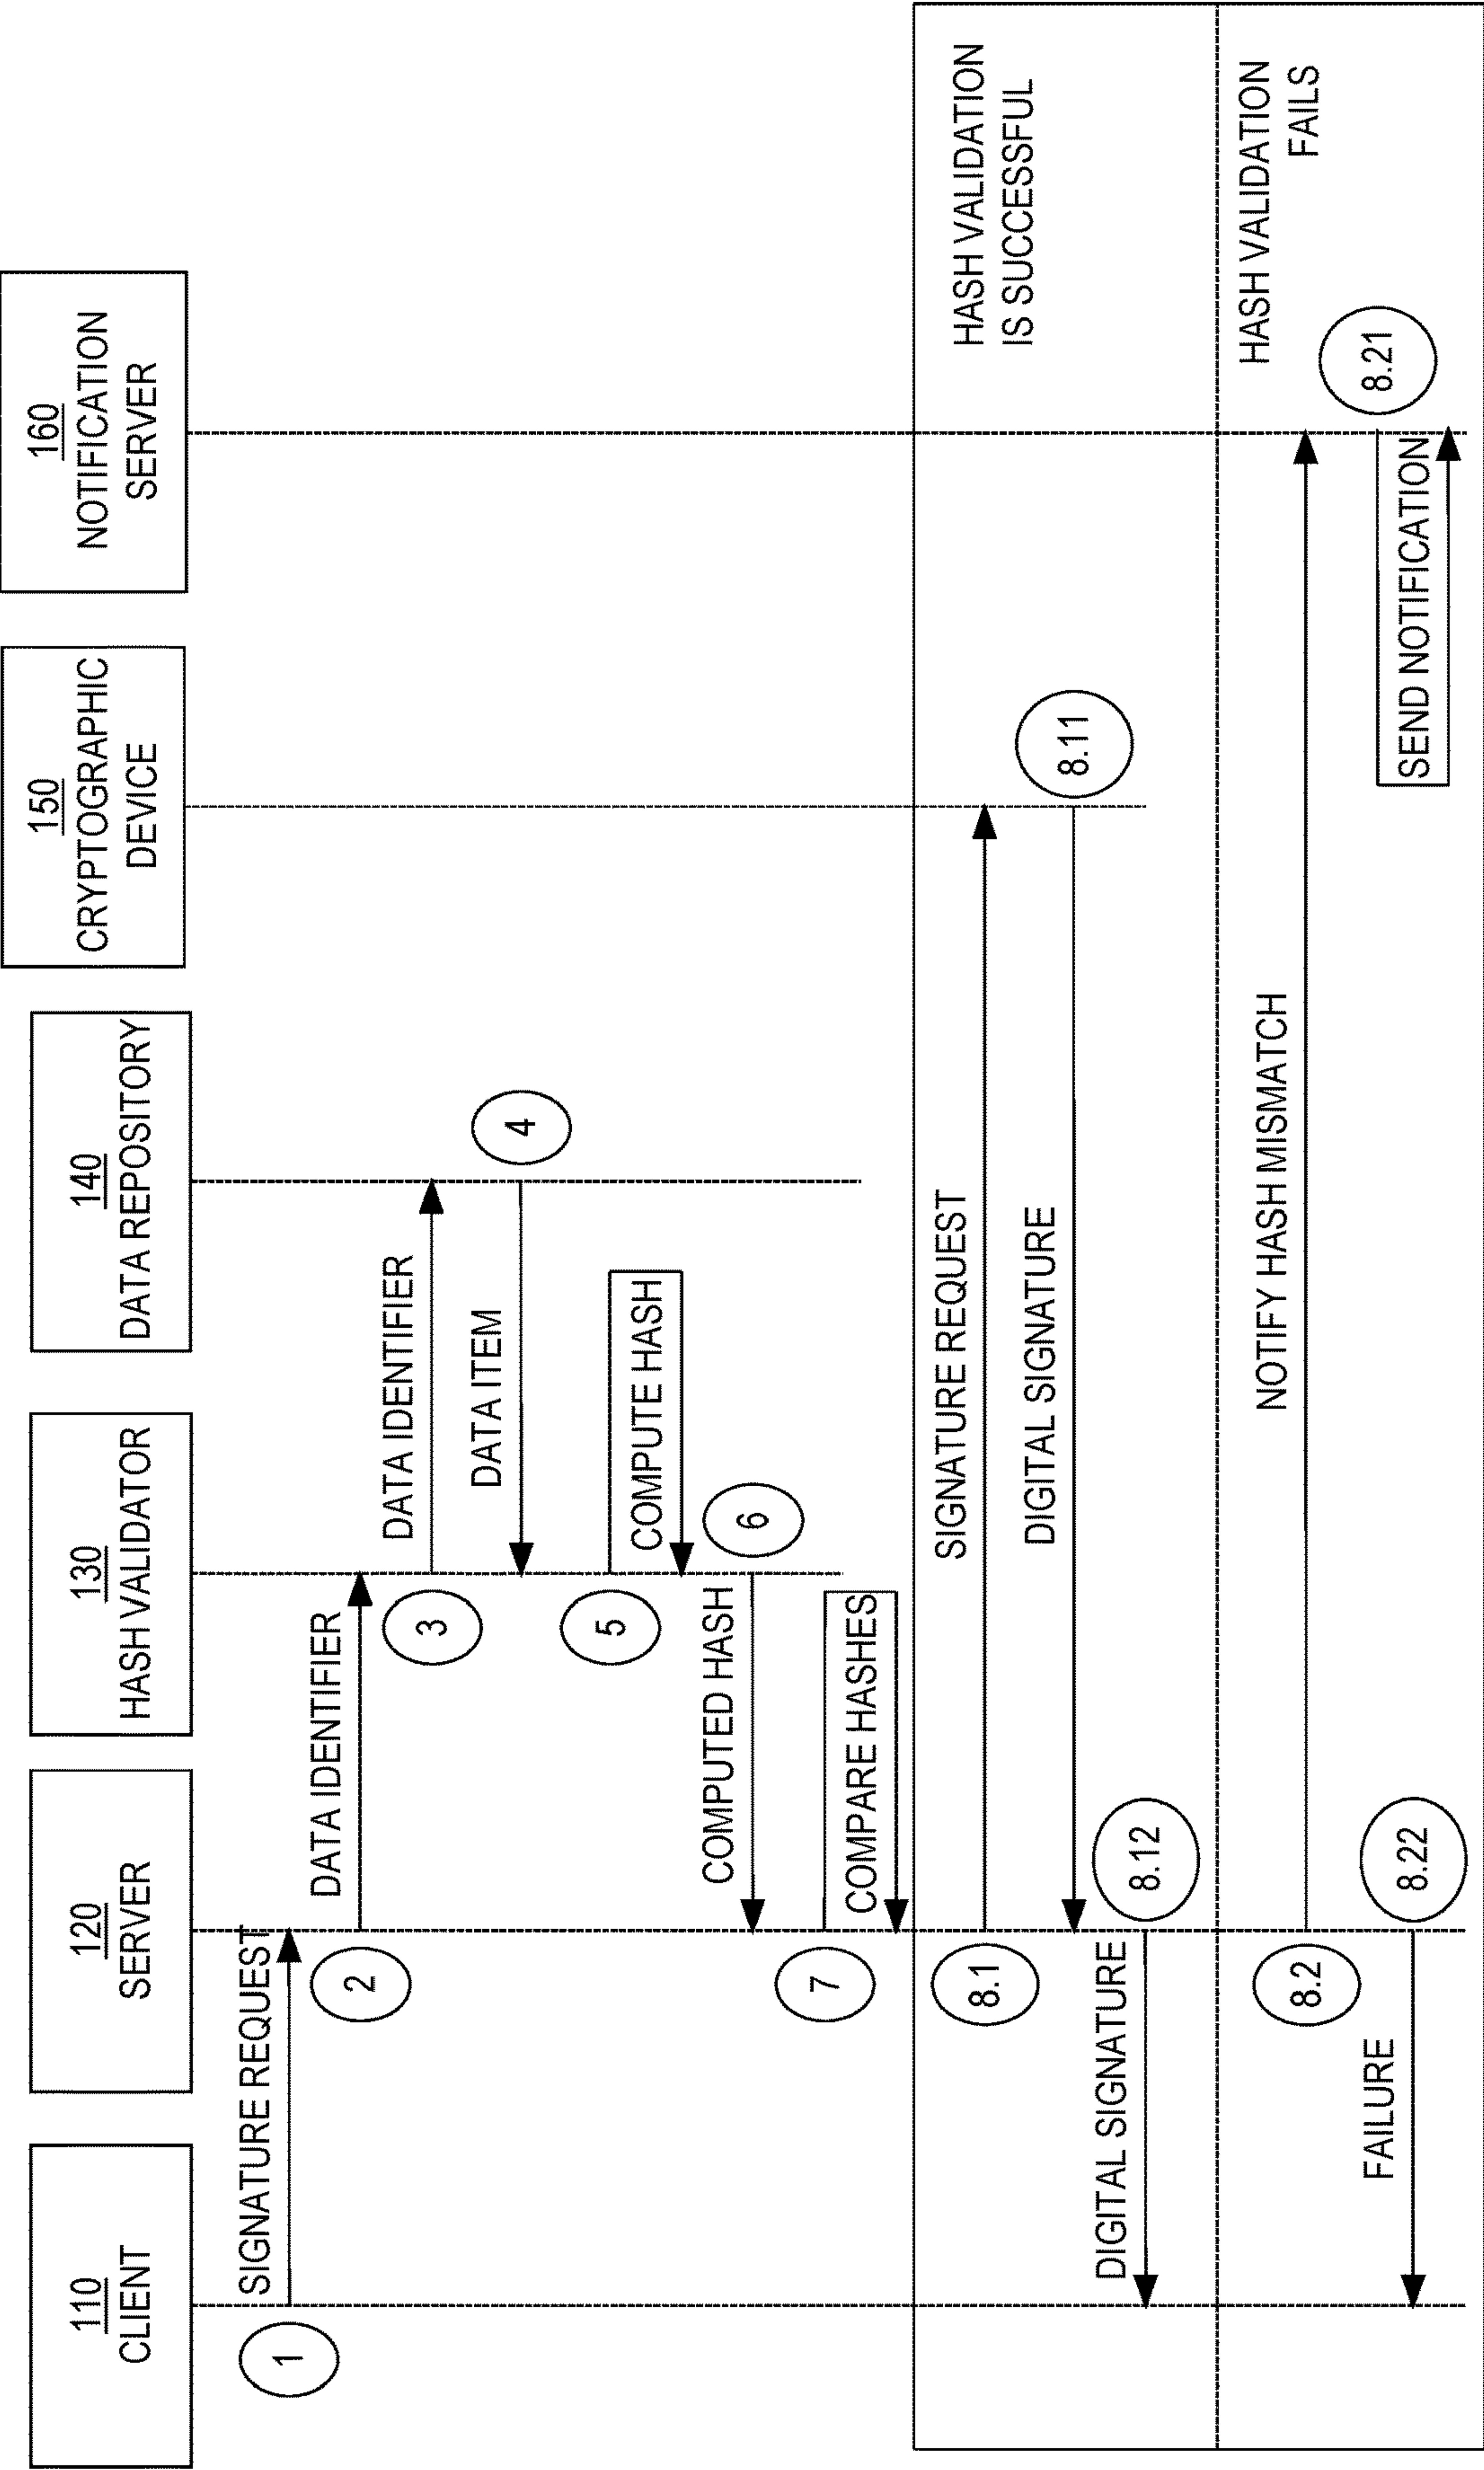 110
CLIENT
120
SERVER
130
HASH VALIDATOR
140
DATA REPOSITORY
150
CRYPTOGRAPHIC
DEVICE
160
NOTIFICATION
SERVER
1
SIGNATURE REQUEST
2
DATA IDENTIFIER
3
DATA IDENTIFIER
4
DATA ITEM
5
COMPUTE HASH
6
COMPUTED HASH
7
COMPARE HASHES
HASH VALIDATION
IS SUCCESSFUL
8.1
SIGNATURE REQUEST
8.11
DIGITAL SIGNATURE
8.12
DIGITAL SIGNATURE
HASH VALIDATION
FAILS
8.2
NOTIFY HASH MISMATCH
8.21
SEND NOTIFICATION
8.22
FAILURE